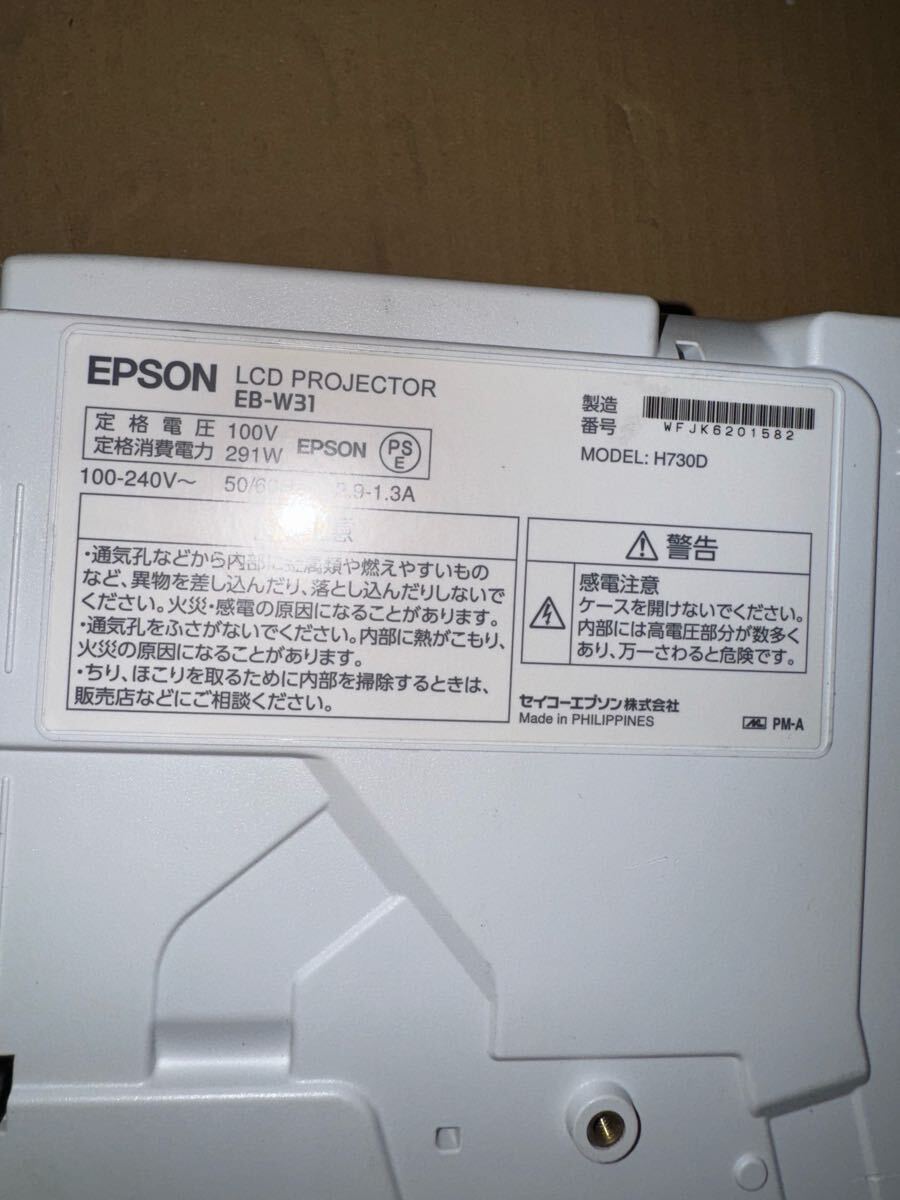 EPSON LCD PROJECTOR
EB-W31
定格電圧 100V
定格消費電力 291W EPSON PS E
100-240V～ 50/60 2.9-1.3A
製造
番号
WFJK6201582
MODEL: H730D
意
・通気孔などから内部に金属類や燃えやすいもの
など、異物を差し込んだり、落とし込んだりしないで
ください。火災・感電の原因になることがあります。
・通気孔をふさがないでください。内部に熱がこもり、
火災の原因になることがあります。
・ちり、ほこりを取るために内部を掃除するときは、
販売店などにご相談ください。
警告
感電注意
ケースを開けないでください。
内部には高電圧部分が数多く
あり、万一さわると危険です。
セイコーエプソン株式会社
Made in PHILIPPINES
PM-A